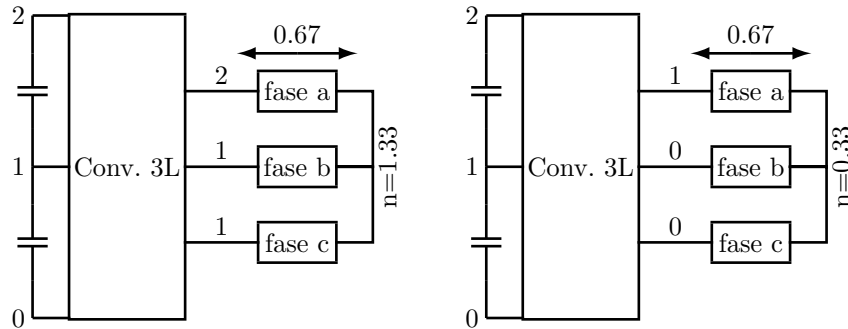 2
0.67
2
fase a
1
Conv. 3L
1
fase b
n=1.33
1
fase c
0
2
0.67
1
fase a
1
Conv. 3L
0
fase b
n=0.33
0
fase c
0